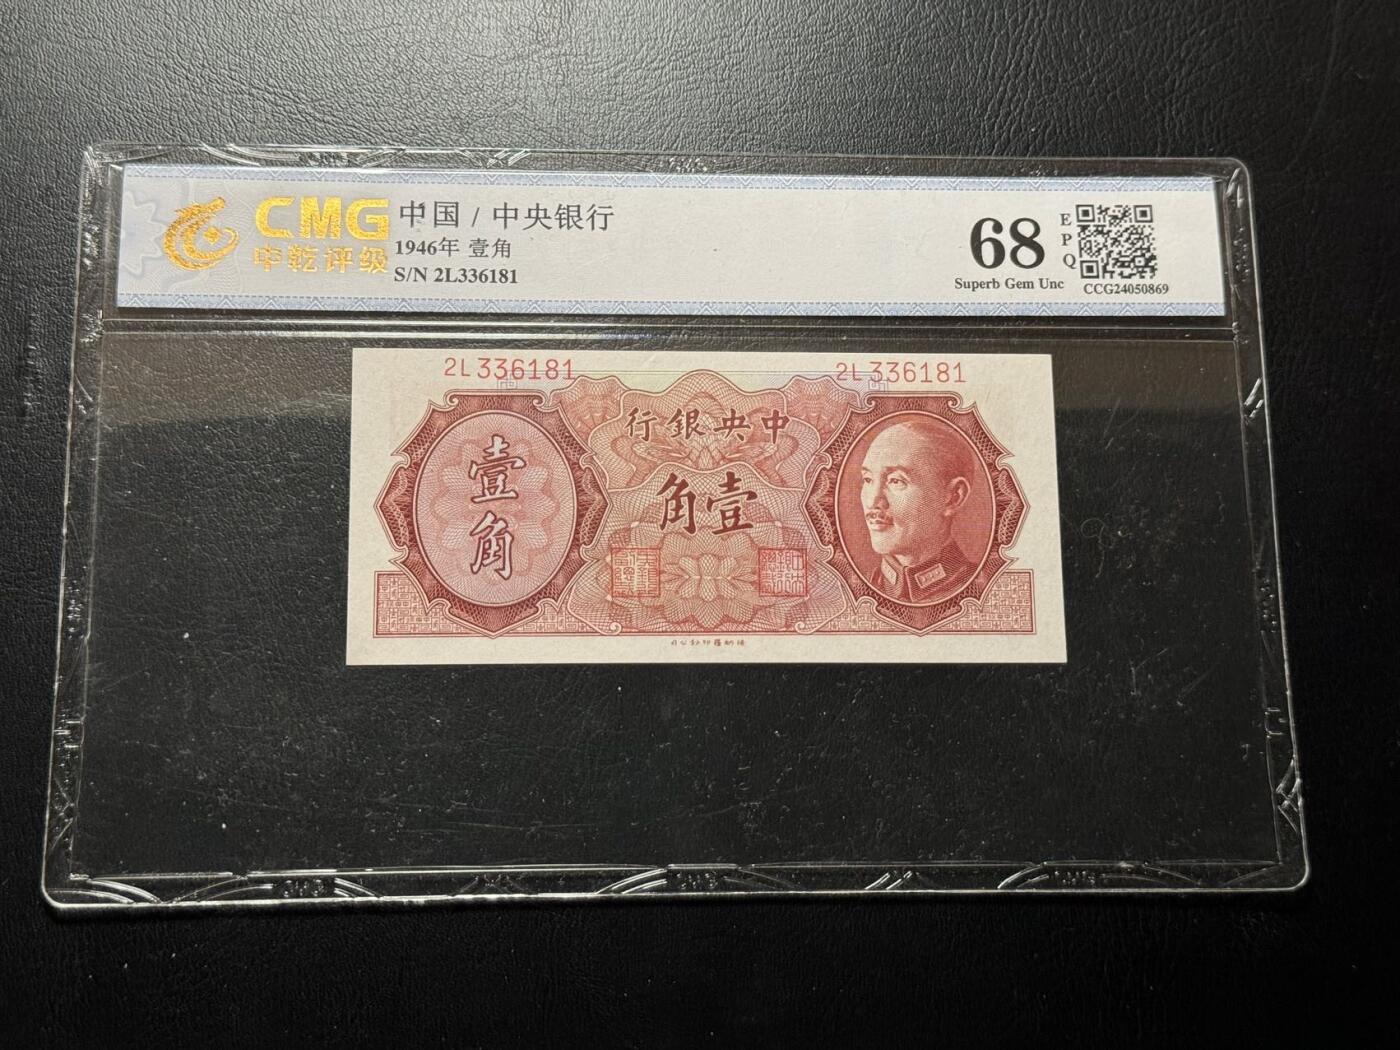 CMG
中乾评级
中国 / 中央银行
1946年 壹角
S/N 2L336181
68
EPQ
Superb Gem Unc
CCG24050869
2L336181
2L336181
行銀央中
壹角
角壹